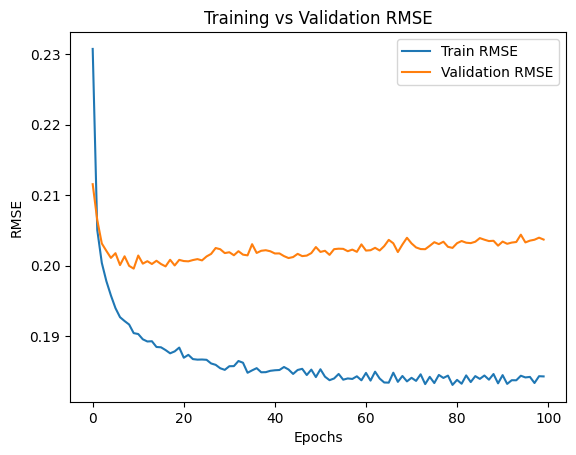 Training vs Validation RMSE
Train RMSE
Validation RMSE
0.23
0.22
0.21
0.20
0.19
RMSE
0 20 40 60 80 100
Epochs